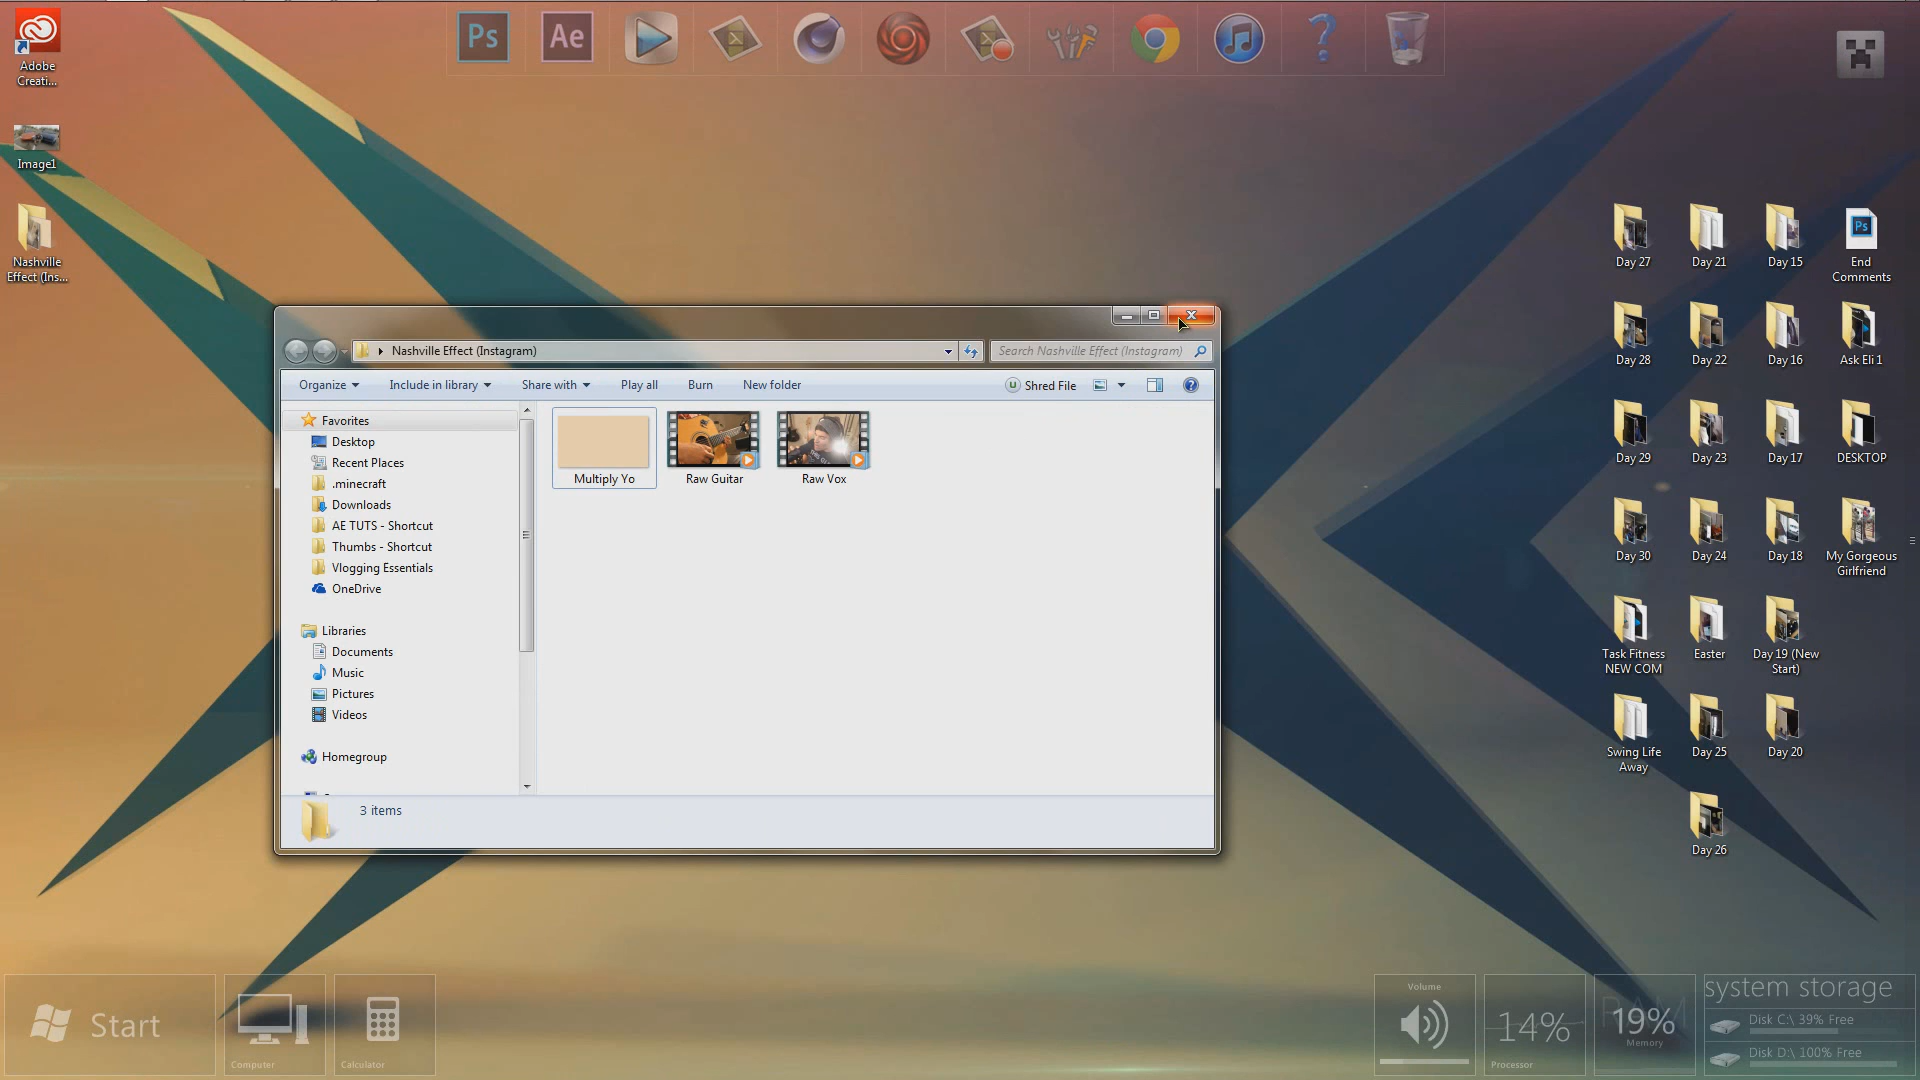 Ps
Ae
Adobe
Creati...
Image1
Nashville
Effect (Ins...
Nashville Effect (Instagram)
Search Nashville Effect (Instagram)
Organize
Include in library
Share with
Play all
Burn
New folder
Shred File
Favorites
Desktop
Recent Places
.minecraft
Downloads
AE TUTS - Shortcut
Thumbs - Shortcut
Vlogging Essentials
OneDrive
Libraries
Documents
Music
Pictures
Videos
Homegroup
Multiply Yo
Raw Guitar
Raw Vox
3 items
Day 27
Day 21
Day 15
Ps
End
Comments
Day 28
Day 22
Day 16
Ask Eli 1
Day 29
Day 23
Day 17
DESKTOP
Day 30
Day 24
Day 18
My Gorgeous
Girlfriend
Task Fitness
NEW COM
Easter
Day 19 (New
Start)
Swing Life
Away
Day 25
Day 20
Day 26
Start
Computer
Calculator
Volume
14%
Processor
RAM
19%
Memory
system storage
Disk C:\ 39% Free
Disk D:\ 100% Free